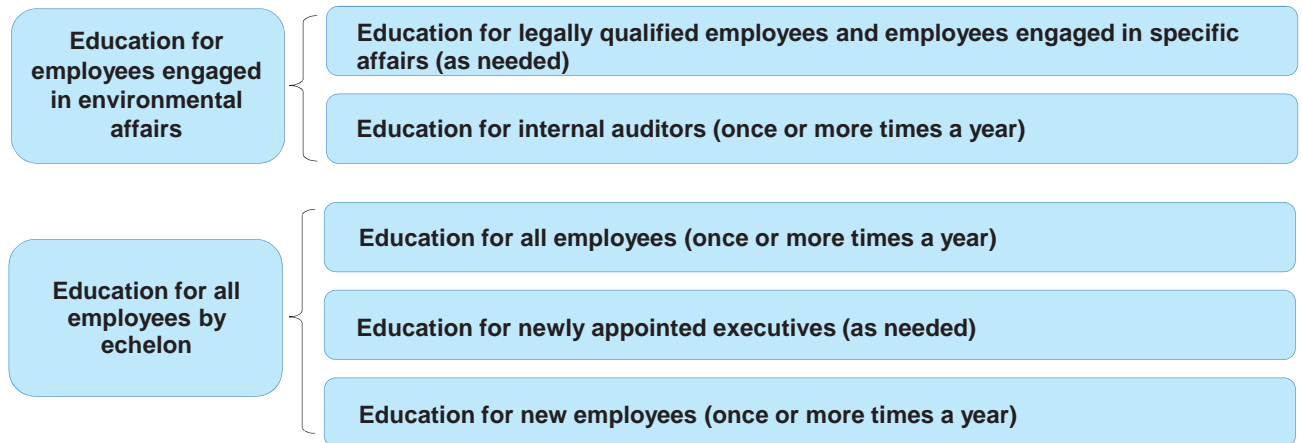 Education for
employees engaged
in environmental
affairs
Education for legally qualified employees and employees engaged in specific
affairs (as needed)
Education for internal auditors (once or more times a year)
Education for all
employees by
echelon
Education for all employees (once or more times a year)
Education for newly appointed executives (as needed)
Education for new employees (once or more times a year)